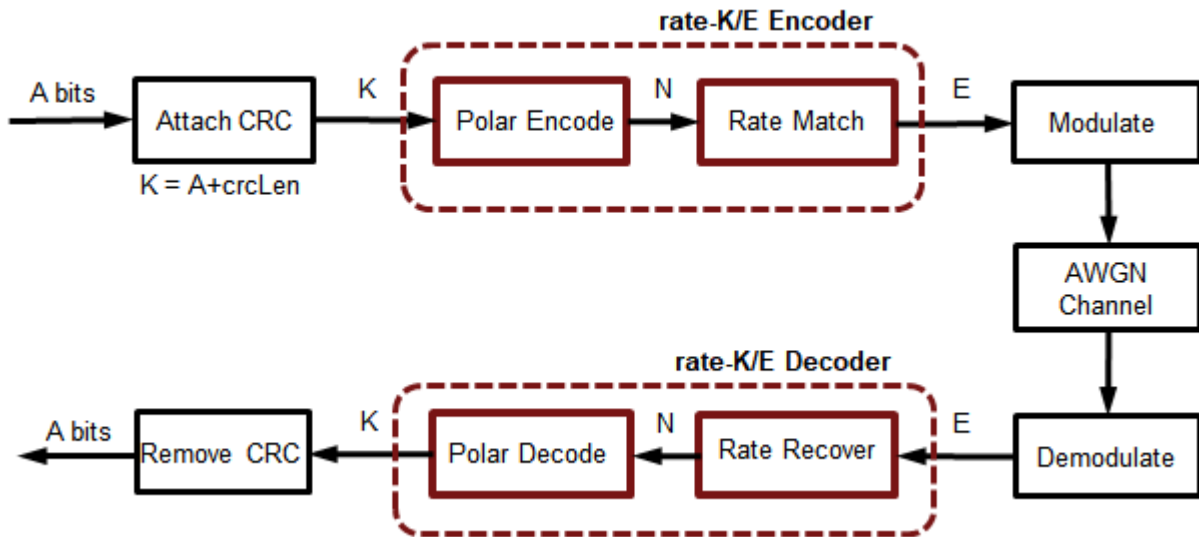 rate-K/E Encoder
A bits
Attach CRC
K
Polar Encode
N
Rate Match
E
Modulate
K = A+crcLen
AWGN
Channel
rate-K/E Decoder
A bits
Remove CRC
K
Polar Decode
N
Rate Recover
E
Demodulate